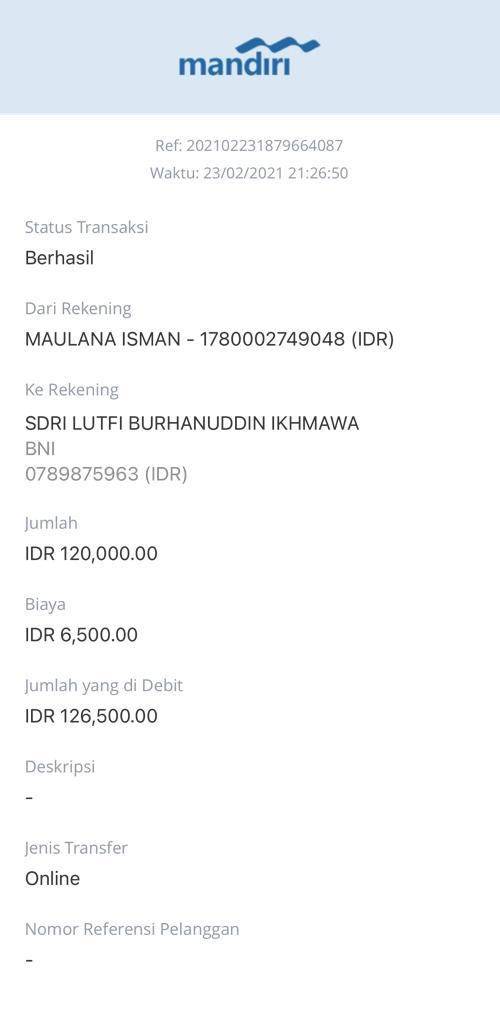 mandiri
Ref: 202102231879664087
Waktu: 23/02/2021 21:26:50
Status Transaksi
Berhasil
Dari Rekening
MAULANA ISMAN - 1780002749048 (IDR)
Ke Rekening
SDRI LUTFI BURHANUDDIN IKHMAWA
BNI
0789875963 (IDR)
Jumlah
IDR 120,000.00
Biaya
IDR 6,500.00
Jumlah yang di Debit
IDR 126,500.00
Deskripsi
-
Jenis Transfer
Online
Nomor Referensi Pelanggan
-